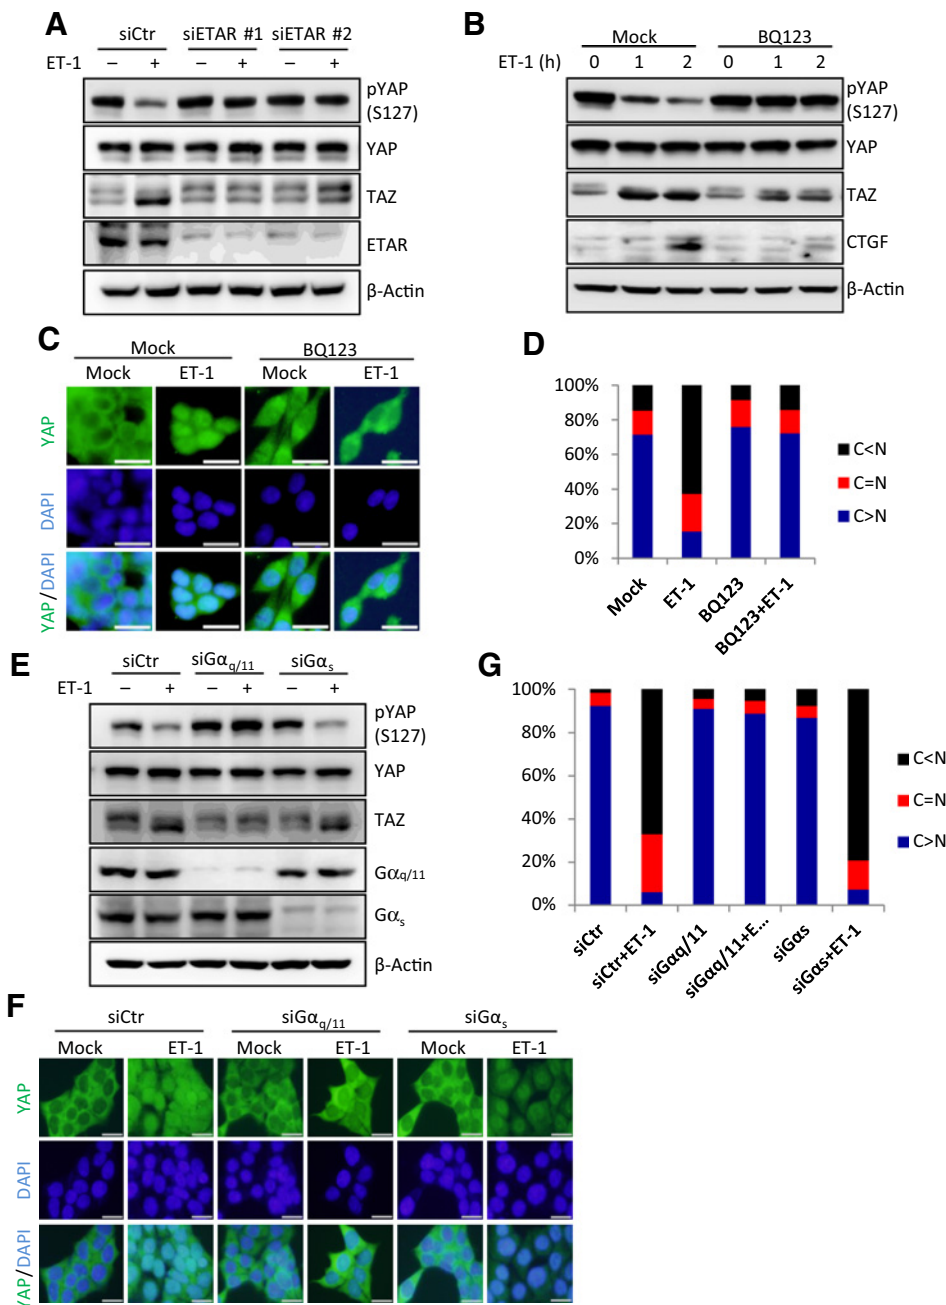 A
siCtr siETAR #1 siETAR #2
ET-1 – + – + – +
pYAP
(S127)
YAP
TAZ
ETAR
β-Actin
B
Mock BQ123
ET-1 (h) 0 1 2 0 1 2
pYAP
(S127)
YAP
TAZ
CTGF
β-Actin
C
Mock BQ123
Mock ET-1 Mock ET-1
YAP
DAPI
YAP/DAPI
D
100%
80%
60%
40%
20%
0%
Mock
ET-1
BQ123
BQ123+ET-1
C<N
C=N
C>N
E
siCtr siGαq/11 siGαs
ET-1 – + – + – +
pYAP
(S127)
YAP
TAZ
Gαq/11
Gαs
β-Actin
G
100%
80%
60%
40%
20%
0%
siCtr
siCtr+ET-1
siGαq/11
siGαq/11+E...
siGαs
siGαs+ET-1
C<N
C=N
C>N
F
siCtr siGαq/11 siGαs
Mock ET-1 Mock ET-1 Mock ET-1
YAP
DAPI
YAP/DAPI